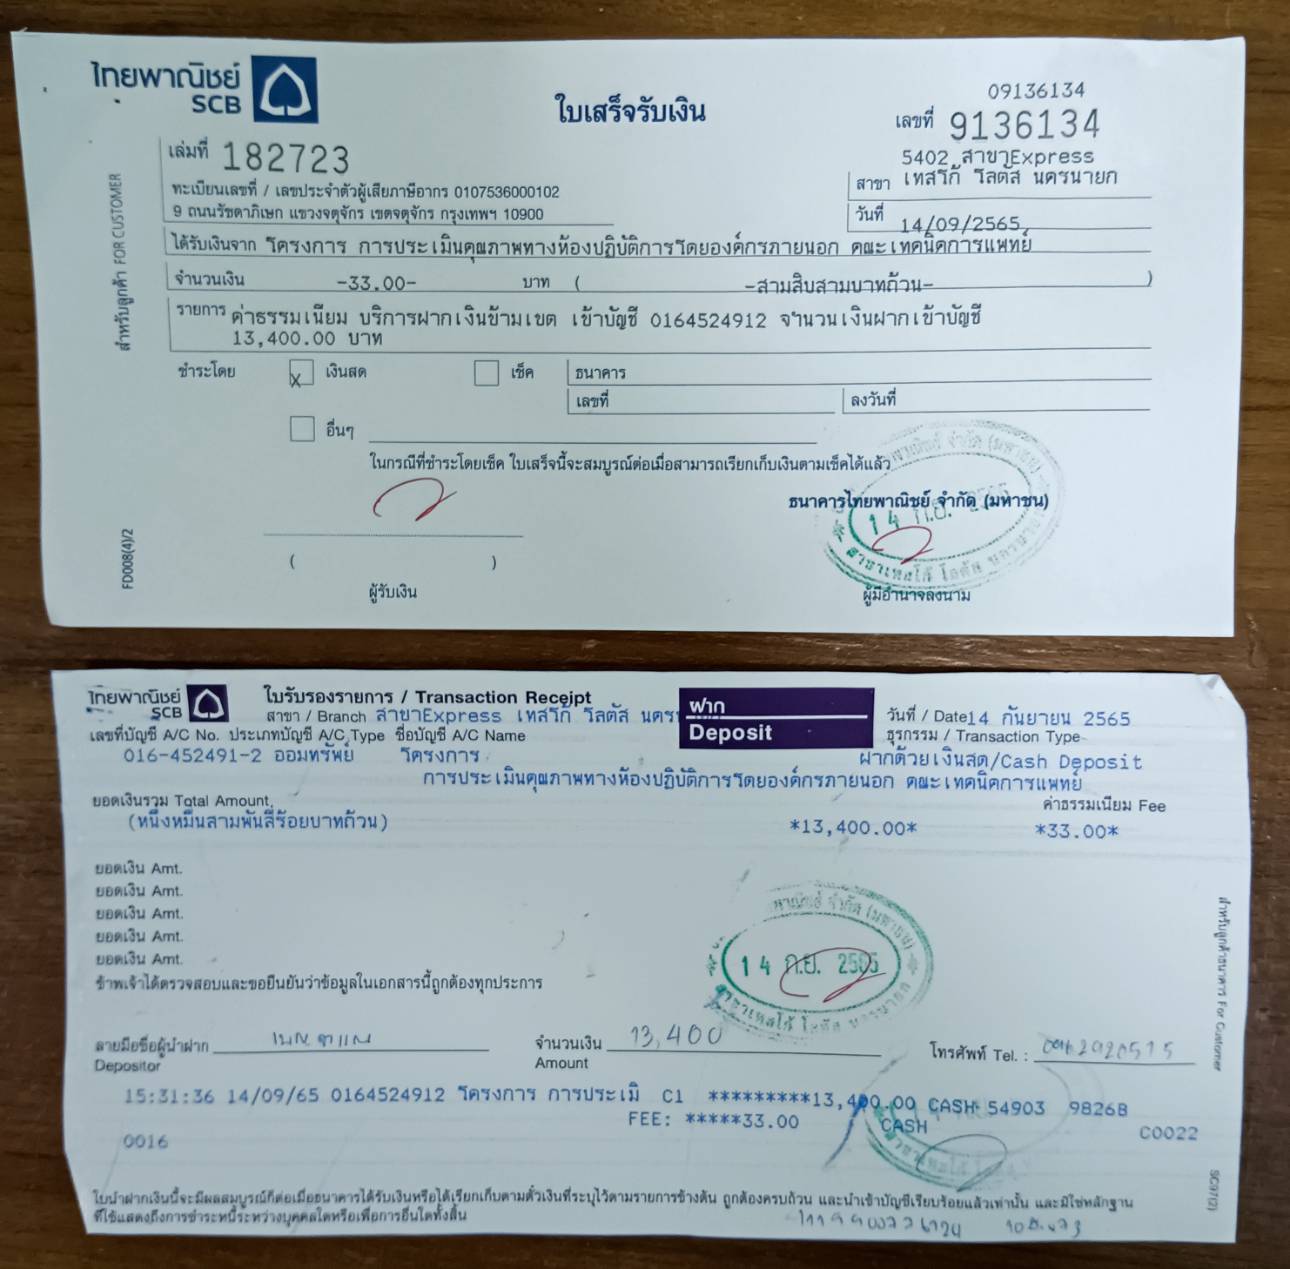 ไทยพาณิชย์
SCB
ใบเสร็จรับเงิน
09136134
เลขที่ 9136134
เล่มที่ 182723
5402 สาขาExpress
สาขา เทสโก้ โลตัส นครนายก
ทะเบียนเลขที่ / เลขประจำตัวผู้เสียภาษีอากร 0107536000102
9 ถนนรัชดาภิเษก แขวงจตุจักร เขตจตุจักร กรุงเทพฯ 10900
วันที่ 14/09/2565
ได้รับเงินจาก โครงการ การประเมินคุณภาพทางห้องปฏิบัติการโดยองค์กรภายนอก คณะเทคนิคการแพทย์
จำนวนเงิน -33.00- บาท ( -สามสิบสามบาทถ้วน- )
รายการ ค่าธรรมเนียม บริการฝากเงินข้ามเขต เข้าบัญชี 0164524912 จำนวนเงินฝากเข้าบัญชี
13,400.00 บาท
ชำระโดย X เงินสด เช็ค ธนาคาร
เลขที่ ลงวันที่
อื่นๆ
ในกรณีที่ชำระโดยเช็ค ใบเสร็จนี้จะสมบูรณ์ต่อเมื่อสามารถเรียกเก็บเงินตามเช็คได้แล้ว
ธนาคารไทยพาณิชย์ จำกัด (มหาชน)
14 ก.ย. 2565
สาขาเทสโก้ โลตัส นครนายก
( )
ผู้รับเงิน
ผู้มีอำนาจลงนาม
สำหรับลูกค้า FOR CUSTOMER
FD008(4)/2
ไทยพาณิชย์
SCB
ใบรับรองรายการ / Transaction Receipt
ฝาก
Deposit
สาขา / Branch สาขาExpress เทสโก้ โลตัส นคร
วันที่ / Date 14 กันยายน 2565
เลขที่บัญชี A/C No. ประเภทบัญชี A/C Type ชื่อบัญชี A/C Name
ธุรกรรม / Transaction Type
016-452491-2 ออมทรัพย์ โครงการ
ฝากด้วยเงินสด/Cash Deposit
การประเมินคุณภาพทางห้องปฏิบัติการโดยองค์กรภายนอก คณะเทคนิคการแพทย์
ยอดเงินรวม Total Amount
ค่าธรรมเนียม Fee
(หนึ่งหมื่นสามพันสี่ร้อยบาทถ้วน) *13,400.00* *33.00*
ยอดเงิน Amt.
ยอดเงิน Amt.
ยอดเงิน Amt.
ยอดเงิน Amt.
ยอดเงิน Amt.
พาณิชย์ จำกัด (มหาชน)
14 ก.ย. 2565
สาขาเทสโก้ โลตัส นครนายก
ข้าพเจ้าได้ตรวจสอบและขอยืนยันว่าข้อมูลในเอกสารนี้ถูกต้องทุกประการ
ลายมือชื่อผู้นำฝาก
Depositor
จำนวนเงิน 13,400
Amount
โทรศัพท์ Tel. : 0962920515
15:31:36 14/09/65 0164524912 โครงการ การประเมิ C1 *********13,400.00 CASH 54903 9826B
FEE: *****33.00 CASH
0016 C0022
ใบนำฝากเงินนี้จะมีผลสมบูรณ์ก็ต่อเมื่อธนาคารได้รับเงินหรือได้เรียกเก็บตามตั๋วเงินที่ระบุไว้ตามรายการข้างต้น ถูกต้องครบถ้วน และนำเข้าบัญชีเรียบร้อยแล้วเท่านั้น และมิใช่หลักฐาน
ที่ใช้แสดงถึงการชำระหนี้ระหว่างบุคคลใดหรือเพื่อการอื่นใดทั้งสิ้น
สำหรับลูกค้าธนาคาร For Customer